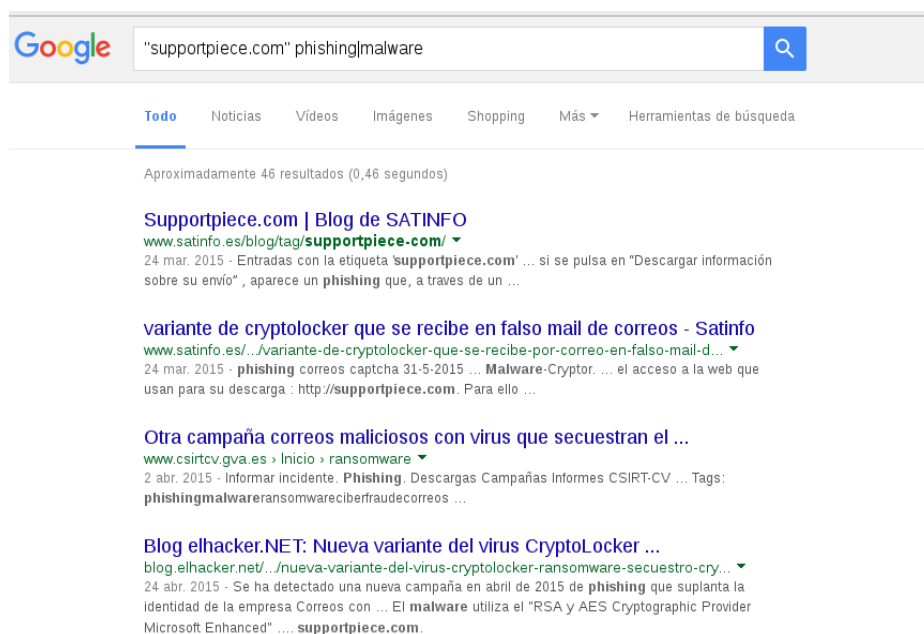 Google "supportpiece.com" phishing|malware
Todo Noticias Vídeos Imágenes Shopping Más Herramientas de búsqueda
Aproximadamente 46 resultados (0,46 segundos)
Supportpiece.com | Blog de SATINFO
www.satinfo.es/blog/tag/supportpiece-com/
24 mar. 2015 - Entradas con la etiqueta 'supportpiece.com' ... si se pulsa en "Descargar información
sobre su envío" , aparece un phishing que, a traves de un ...
variante de cryptolocker que se recibe en falso mail de correos - Satinfo
www.satinfo.es/.../variante-de-cryptolocker-que-se-recibe-por-correo-en-falso-mail-d...
24 mar. 2015 - phishing correos captcha 31-5-2015 ... Malware-Cryptor. ... el acceso a la web que
usan para su descarga : http://supportpiece.com. Para ello ...
Otra campaña correos maliciosos con virus que secuestran el ...
www.csirtcv.gva.es › Inicio › ransomware
2 abr. 2015 - Informar incidente. Phishing. Descargas Campañas Informes CSIRT-CV ... Tags:
phishingmalwareransomwareciberfraudecorreos ...
Blog elhacker.NET: Nueva variante del virus CryptoLocker ...
blog.elhacker.net/.../nueva-variante-del-virus-cryptolocker-ransomware-secuestro-cry...
24 abr. 2015 - Se ha detectado una nueva campaña en abril de 2015 de phishing que suplanta la
identidad de la empresa Correos con ... El malware utiliza el "RSA y AES Cryptographic Provider
Microsoft Enhanced" .... supportpiece.com.